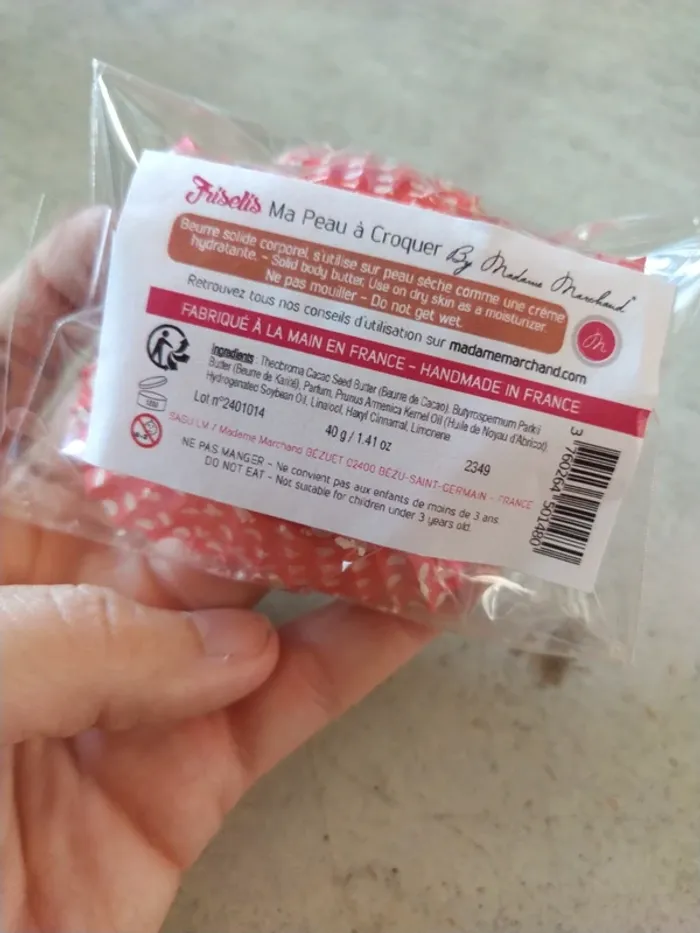 Friselis Ma Peau à Croquer By Madame Marchand
Beurre solide corporel, s'utilise sur peau sèche comme une crème
hydratante. - Solid body butter. Use on dry skin as a moisturizer.
Ne pas mouiller - Do not get wet.
Retrouvez tous nos conseils d'utilisation sur madamemarchand.com
m
FABRIQUÉ À LA MAIN EN FRANCE - HANDMADE IN FRANCE
Ingrédients : Theobroma Cacao Seed Butter (Beurre de Cacao), Butyrospermum Parkii
Butter (Beurre de Karité), Parfum, Prunus Armenica Kernel Oil (Huile de Noyau d'Abricot),
Hydrogenated Soybean Oil, Linalool, Hexyl Cinnamal, Limonene.
Lot n°2401014
40 g / 1.41 oz
2349
SASU LM / Madame Marchand BÉZUET 02400 BÉZU-SAINT-GERMAIN - FRANCE
NE PAS MANGER - Ne convient pas aux enfants de moins de 3 ans.
DO NOT EAT - Not suitable for children under 3 years old.
3 760264 501480